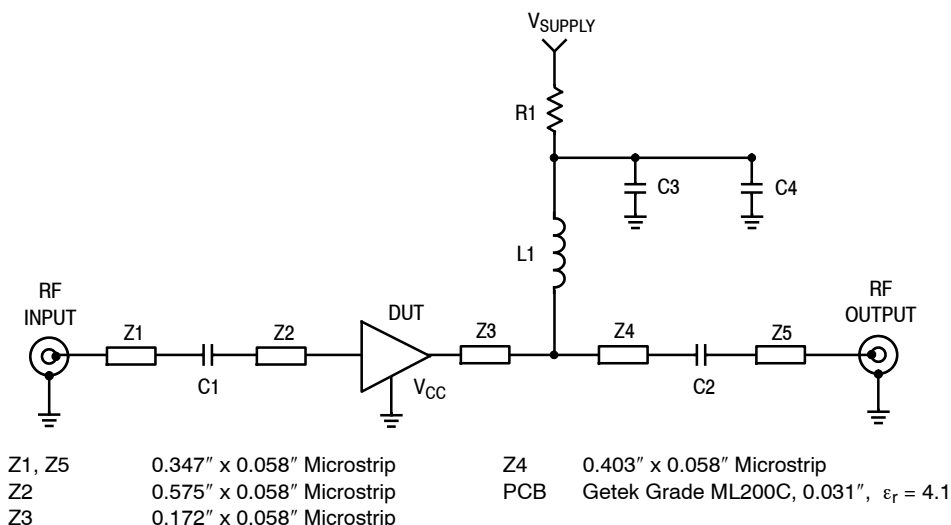 VSUPPLY
R1
C3
C4
L1
RF
INPUT
DUT
RF
OUTPUT
Z1
Z2
Z3
Z4
Z5
C1
VCC
C2
Z1, Z5 0.347″ x 0.058″ Microstrip
Z2 0.575″ x 0.058″ Microstrip
Z3 0.172″ x 0.058″ Microstrip
Z4 0.403″ x 0.058″ Microstrip
PCB Getek Grade ML200C, 0.031″, εr = 4.1